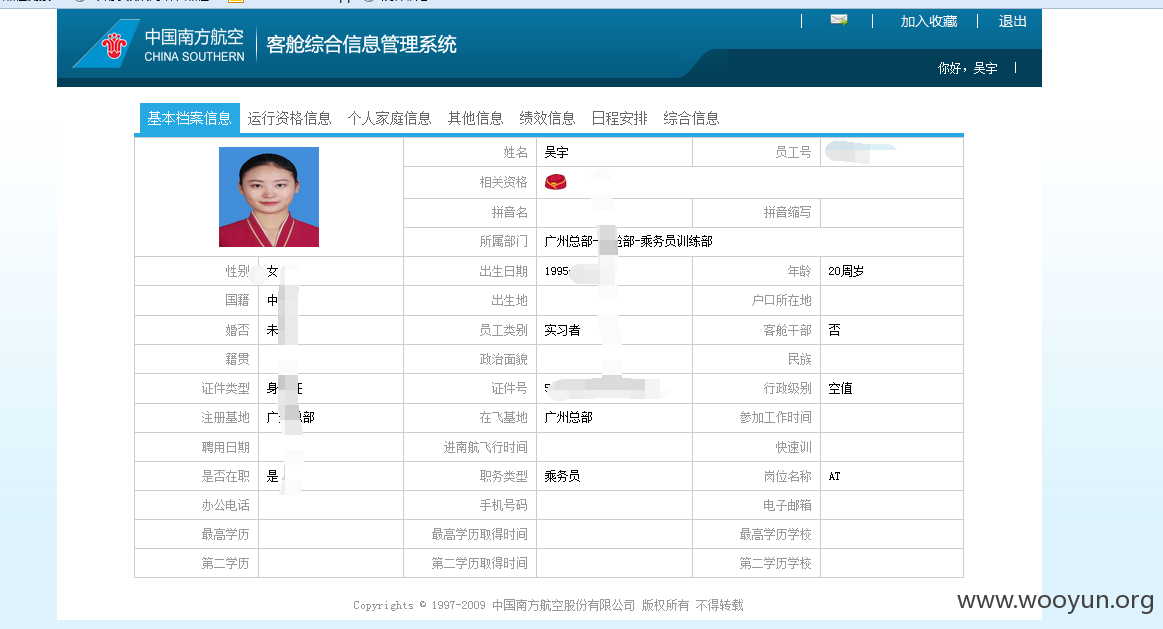 中国南方航空
CHINA SOUTHERN
客舱综合信息管理系统
加入收藏 退出
你好，吴宇
基本档案信息 运行资格信息 个人家庭信息 其他信息 绩效信息 日程安排 综合信息
姓名 吴宇 员工号
相关资格
拼音名 拼音缩写
所属部门 广州总部- 部-乘务员训练部
性别 女 出生日期 1995 年龄 20周岁
国籍 中 出生地 户口所在地
婚否 未 员工类别 实习者 客舱干部 否
籍贯 政治面貌 民族
证件类型 身 证件号 5 行政级别 空值
注册基地 广 总部 在飞基地 广州总部 参加工作时间
聘用日期 进南航飞行时间 快速训
是否在职 是 职务类型 乘务员 岗位名称 AT
办公电话 手机号码 电子邮箱
最高学历 最高学历取得时间 最高学历学校
第二学历 第二学历取得时间 第二学历学校
Copyrights © 1997-2009 中国南方航空股份有限公司 版权所有 不得转载
www.wooyun.org